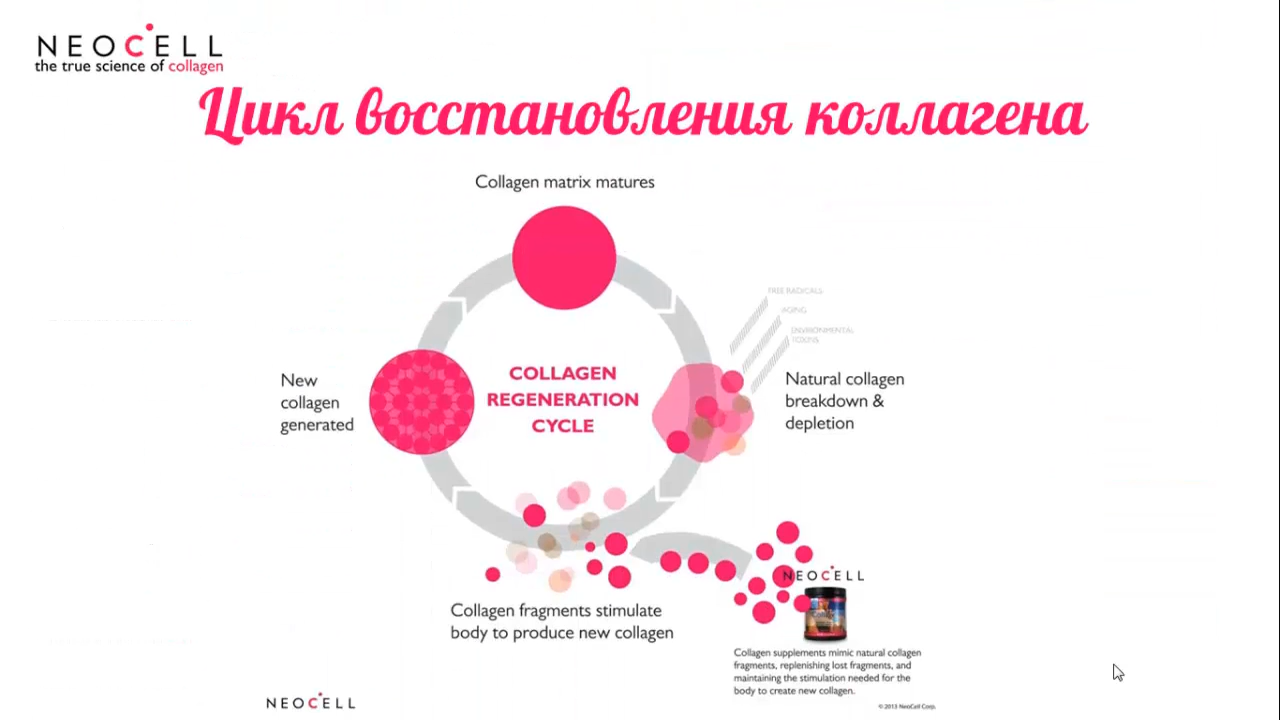 NEOCELL
the true science of collagen
Цикл восстановления коллагена
Collagen matrix matures
FREE RADICALS
AGING
ENVIRONMENTAL
TOXINS
COLLAGEN
REGENERATION
CYCLE
New
collagen
generated
Natural collagen
breakdown &
depletion
Collagen fragments stimulate
body to produce new collagen
NEOCELL
Collagen supplements mimic natural collagen
fragments, replenishing lost fragments, and
maintaining the stimulation needed for the
body to create new collagen.
NEOCELL
© 2013 NeoCell Corp.